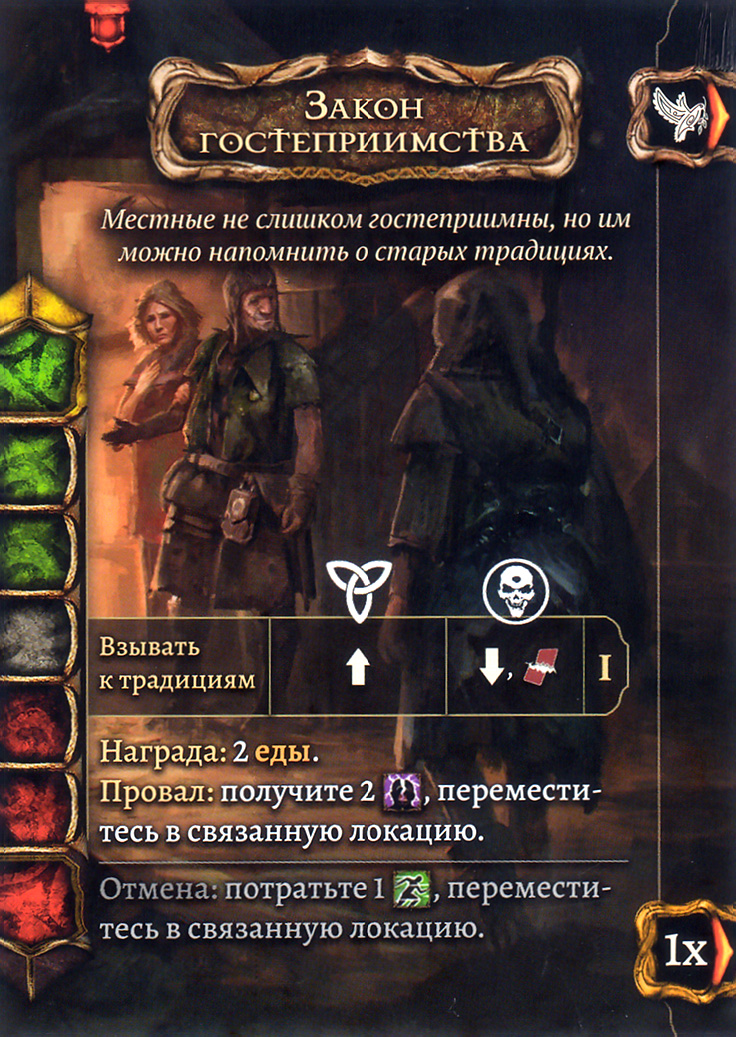 Закон
гостеприимства
Местные не слишком гостеприимны, но им
можно напомнить о старых традициях.
Взывать
к традициям
I
Награда: 2 еды.
Провал: получите 2 , перемести-
тесь в связанную локацию.
Отмена: потратьте 1 , перемести-
тесь в связанную локацию.
1x